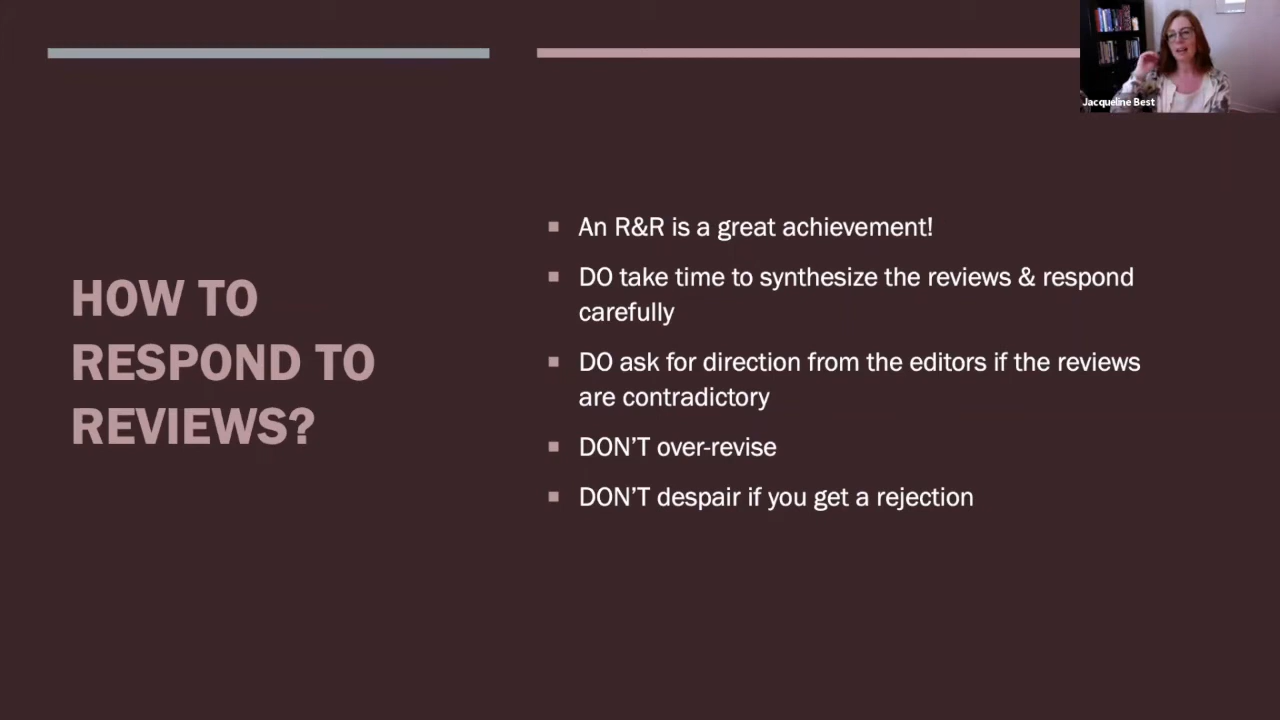 HOW TO
RESPOND TO
REVIEWS?
An R&R is a great achievement!
DO take time to synthesize the reviews & respond
carefully
DO ask for direction from the editors if the reviews
are contradictory
DON'T over-revise
DON'T despair if you get a rejection
Jacqueline Best